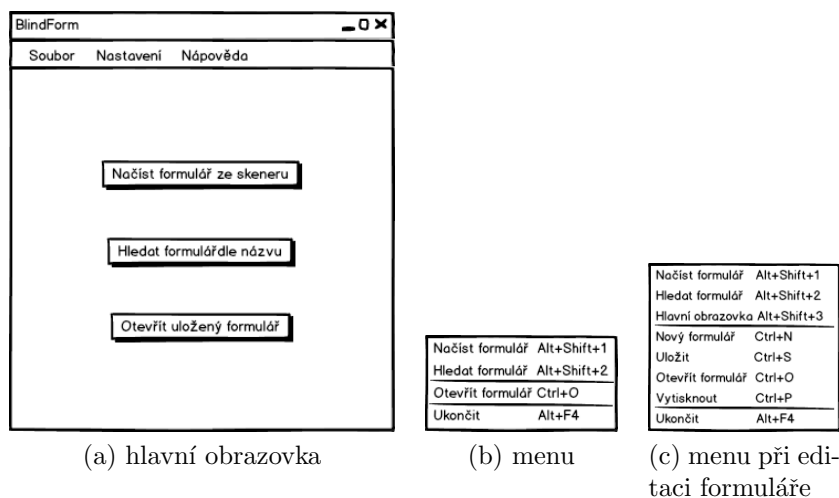 BlindForm
Soubor Nastavení Nápověda
Načíst formulář ze skeneru
Hledat formulářdle názvu
Otevřít uložený formulář
(a) hlavní obrazovka
Načíst formulář Alt+Shift+1
Hledat formulář Alt+Shift+2
Otevřít formulář Ctrl+O
Ukončit Alt+F4
(b) menu
Načíst formulář Alt+Shift+1
Hledat formulář Alt+Shift+2
Hlavní obrazovka Alt+Shift+3
Nový formulář Ctrl+N
Uložit Ctrl+S
Otevřít formulář Ctrl+O
Vytisknout Ctrl+P
Ukončit Alt+F4
(c) menu při edi-
taci formuláře